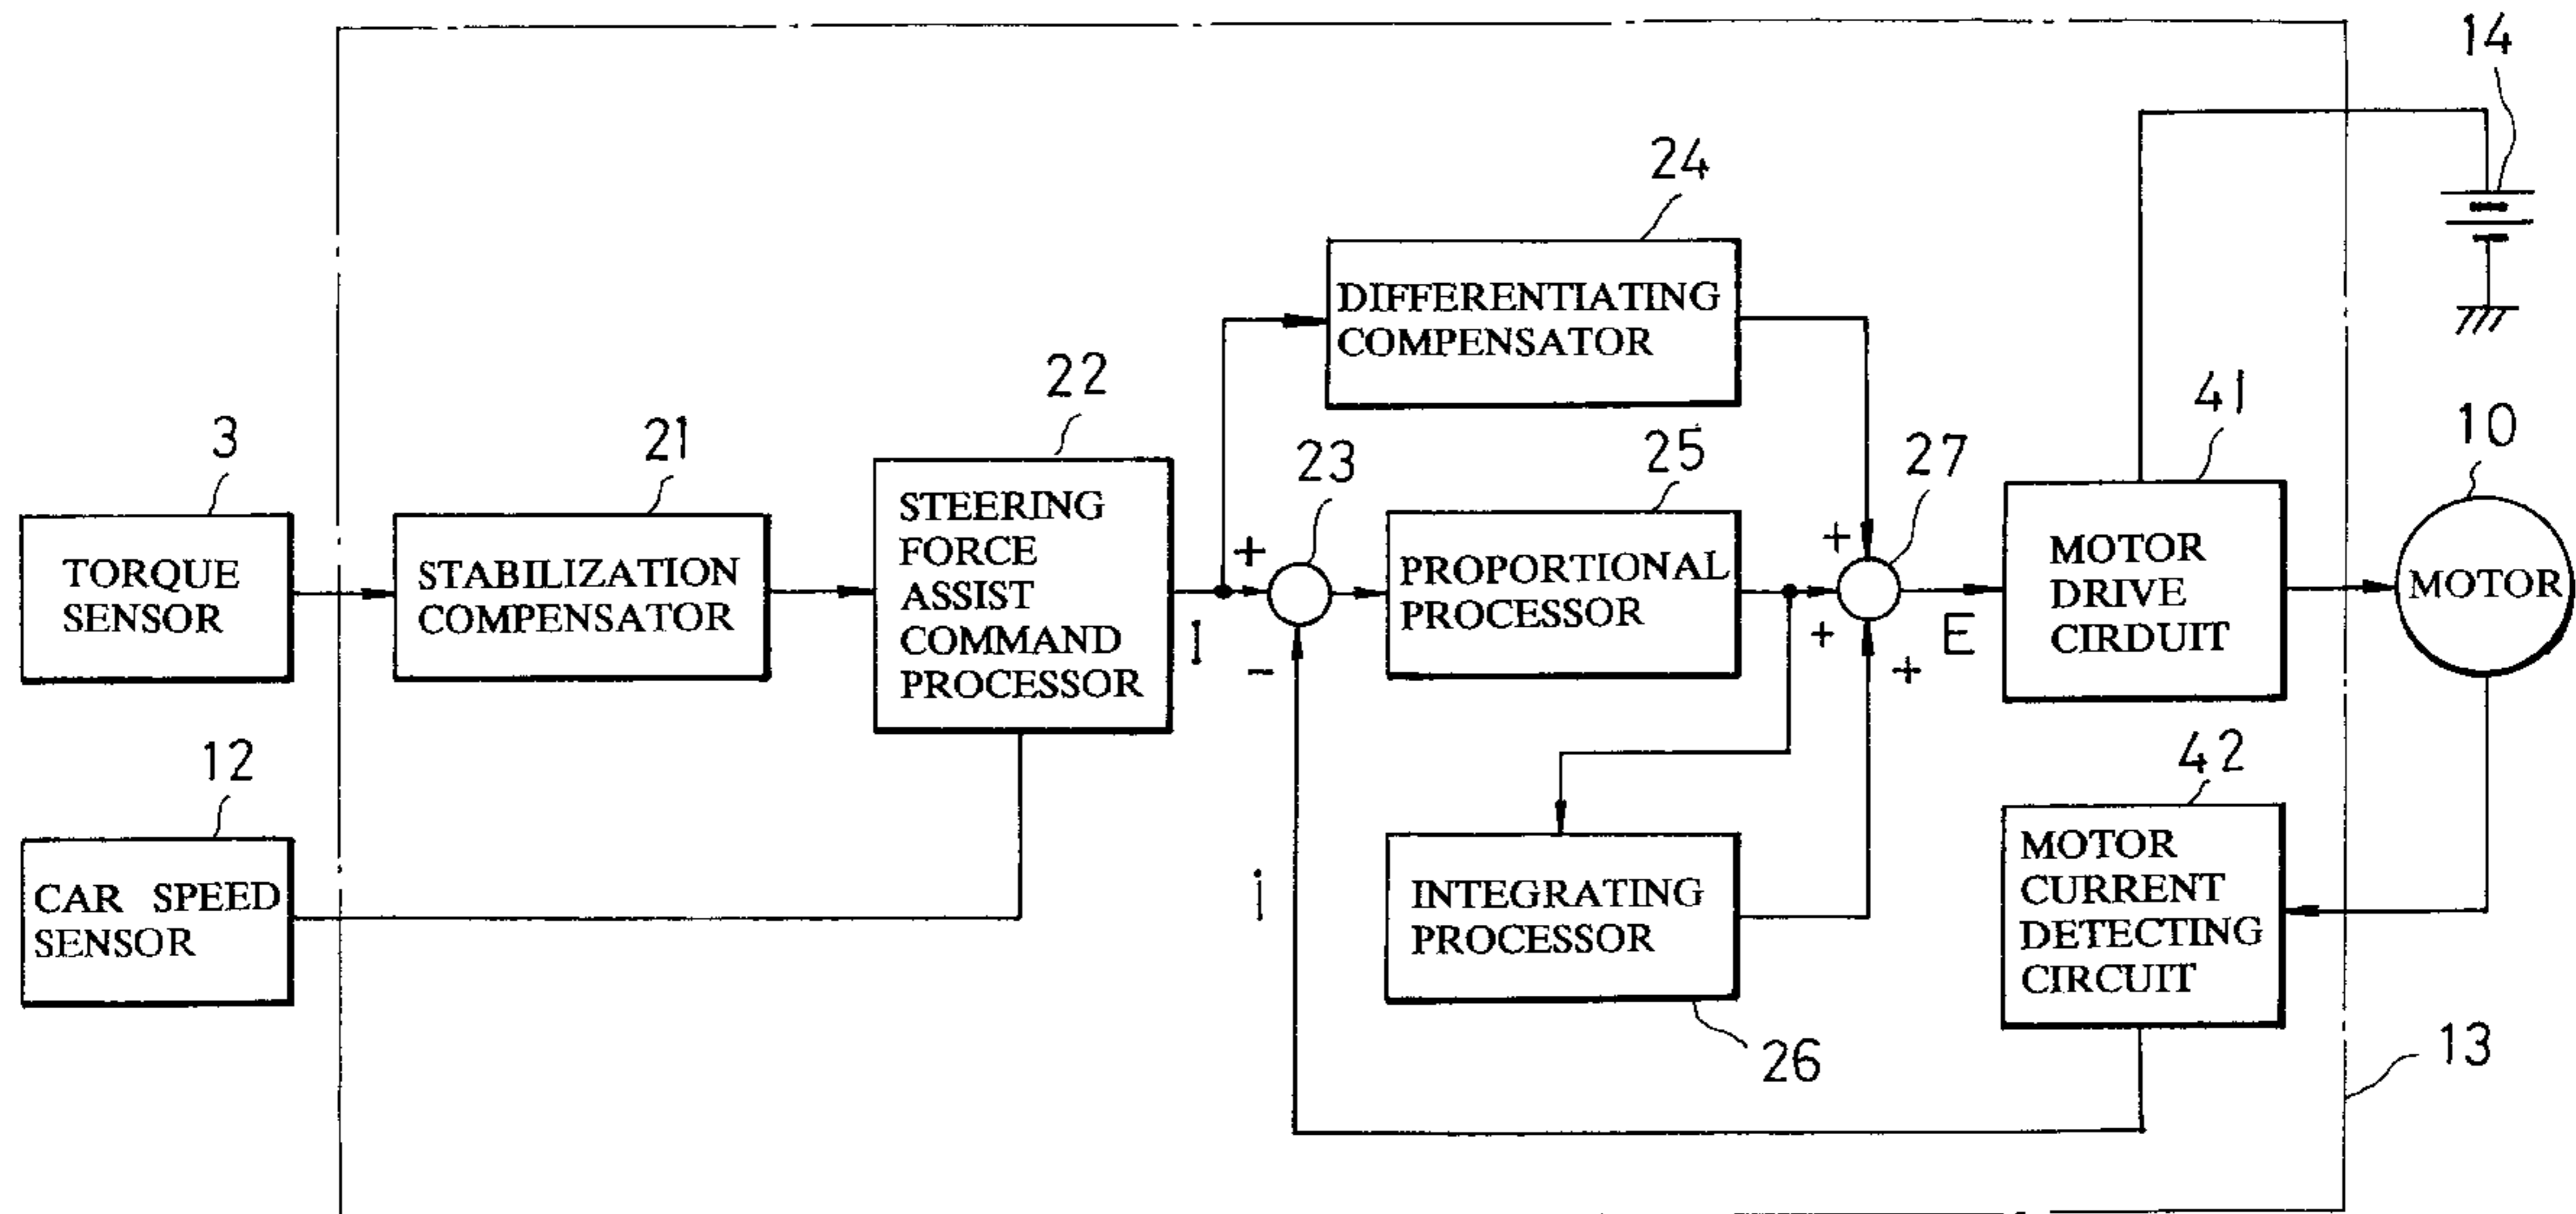 14
24
DIFFERENTIATING
COMPENSATOR
22
41
10
3
21
23
25
27
STEERING
FORCE
ASSIST
COMMAND
PROCESSOR
TORQUE
SENSOR
STABILIZATION
COMPENSATOR
+
-
I
PROPORTIONAL
PROCESSOR
+
+
+
E
MOTOR
DRIVE
CIRDUIT
MOTOR
12
42
CAR SPEED
SENSOR
i
INTEGRATING
PROCESSOR
MOTOR
CURRENT
DETECTING
CIRCUIT
26
13